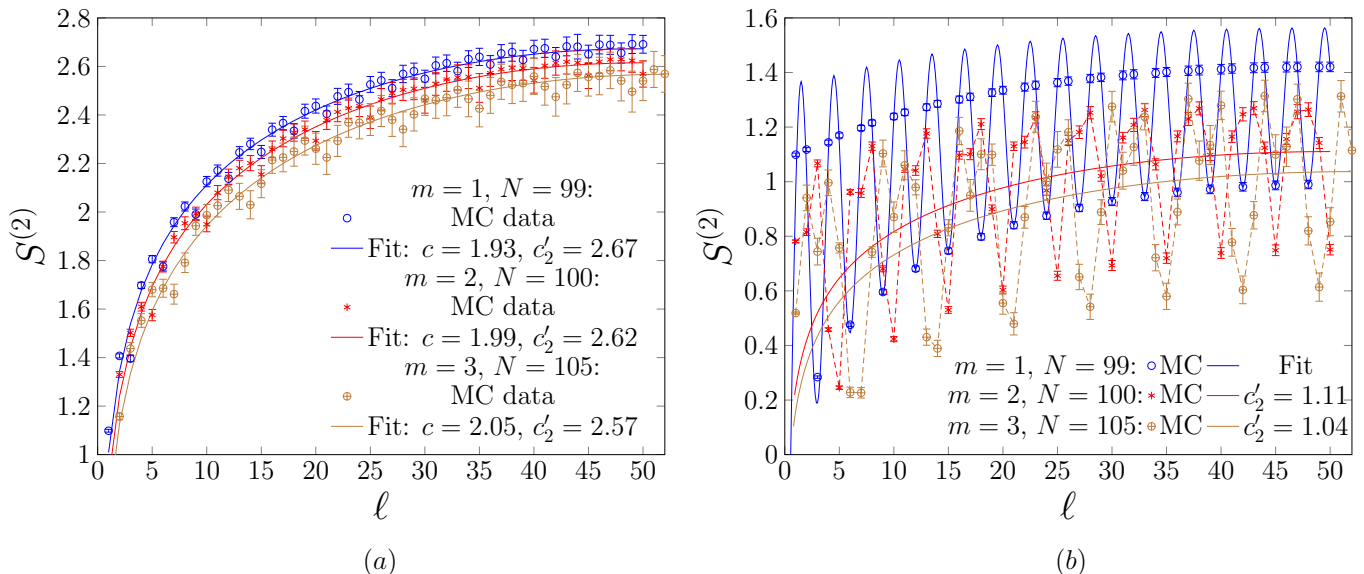 2.8
2.6
2.4
2.2
2
1.8
1.6
1.4
1.2
1
0 5 10 15 20 25 30 35 40 45 50
S^{(2)}
ℓ
m = 1, N = 99:
MC data
Fit: c = 1.93, c′₂ = 2.67
m = 2, N = 100:
MC data
Fit: c = 1.99, c′₂ = 2.62
m = 3, N = 105:
MC data
Fit: c = 2.05, c′₂ = 2.57
(a)
1.6
1.4
1.2
1
0.8
0.6
0.4
0.2
0
0 5 10 15 20 25 30 35 40 45 50
S^{(2)}
ℓ
m = 1, N = 99: MC Fit
m = 2, N = 100: MC c′₂ = 1.11
m = 3, N = 105: MC c′₂ = 1.04
(b)